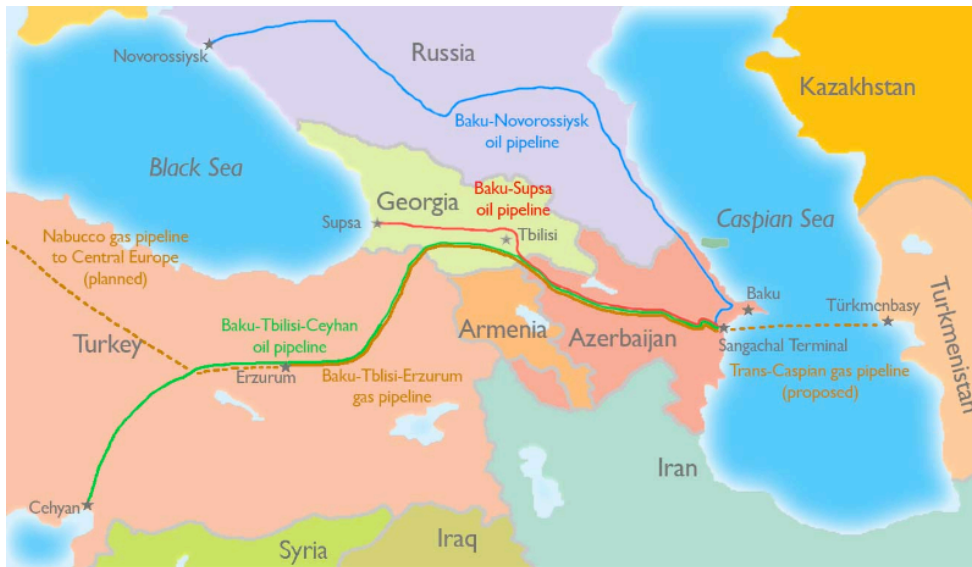 Novorossiysk
Russia
Kazakhstan
Baku-Novorossiysk
oil pipeline
Black Sea
Baku-Supsa
oil pipeline
Georgia
Supsa
Tbilisi
Caspian Sea
Nabucco gas pipeline
to Central Europe
(planned)
Baku
Türkmenbasy
Turkmenistan
Armenia
Azerbaijan
Sangachal Terminal
Baku-Tbilisi-Ceyhan
oil pipeline
Turkey
Erzurum
Baku-Tblisi-Erzurum
gas pipeline
Trans-Caspian gas pipeline
(proposed)
Iran
Cehyan
Syria
Iraq